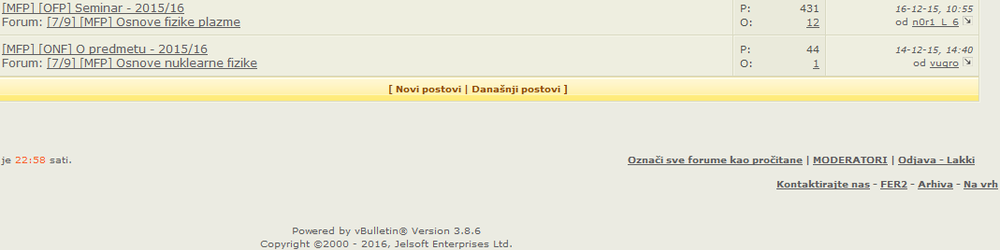 [MFP] [OFP] Seminar - 2015/16 P: 431 16-12-15, 10:55
Forum: [7/9] [MFP] Osnove fizike plazme O: 12 od n0r1_L_6
[MFP] [ONF] O predmetu - 2015/16 P: 44 14-12-15, 14:40
Forum: [7/9] [MFP] Osnove nuklearne fizike O: 1 od vugro
[ Novi postovi | Današnji postovi ]
je 22:58 sati. Označi sve forume kao pročitane | MODERATORI | Odjava - Lakki
Kontaktirajte nas - FER2 - Arhiva - Na vrh
Powered by vBulletin® Version 3.8.6
Copyright ©2000 - 2016, Jelsoft Enterprises Ltd.